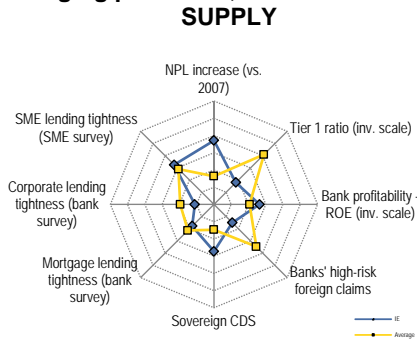 SUPPLY
NPL increase (vs.
2007)
Tier 1 ratio (inv. scale)
Bank profitability -
ROE (inv. scale)
Banks' high-risk
foreign claims
Sovereign CDS
Mortgage lending
tightness (bank
survey)
Corporate lending
tightness (bank
survey)
SME lending tightness
(SME survey)
IE
Average